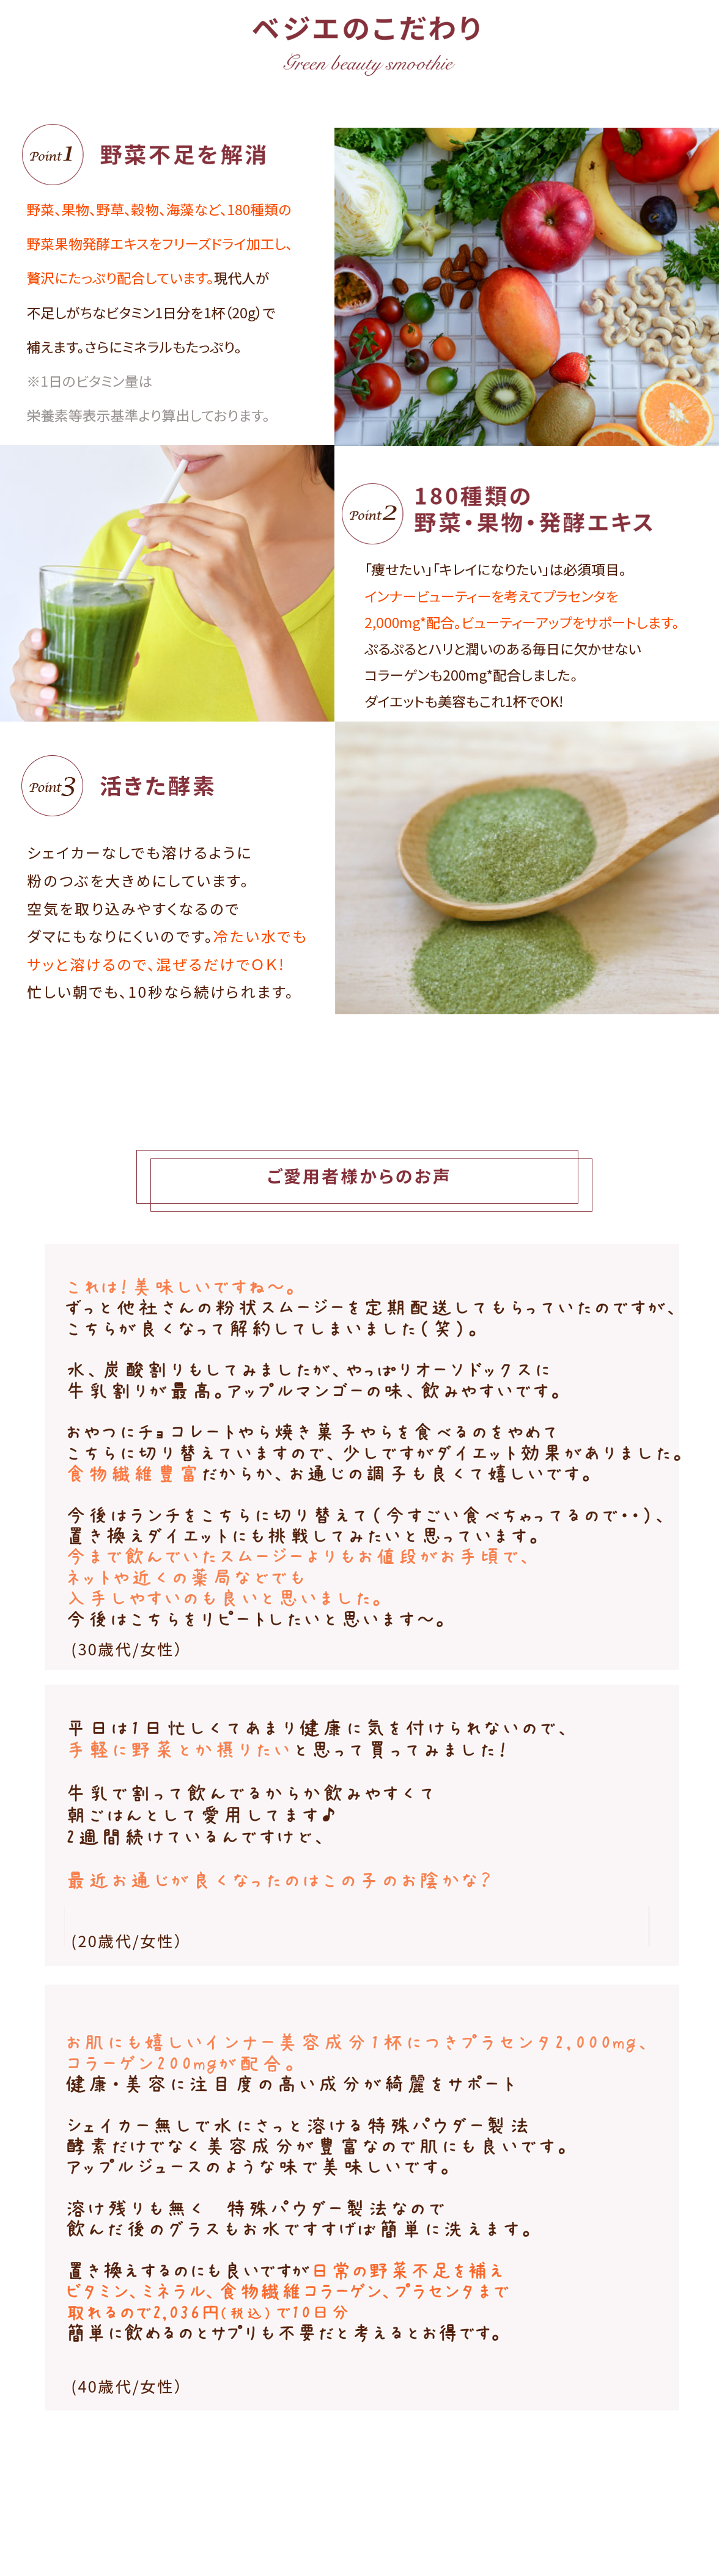 ベジエのこだわり
Green beauty smoothie
Point1
野菜不足を解消
野菜、果物、野草、穀物、海藻など、180種類の
野菜果物発酵エキスをフリーズドライ加工し、
贅沢にたっぷり配合しています。現代人が
不足しがちなビタミン1日分を1杯（20g）で
補えます。さらにミネラルもたっぷり。
※1日のビタミン量は
栄養素等表示基準より算出しております。
Point2
180種類の
野菜・果物・発酵エキス
「痩せたい」「キレイになりたい」は必須項目。
インナービューティーを考えてプラセンタを
2,000mg*配合。ビューティーアップをサポートします。
ぷるぷるとハリと潤いのある毎日に欠かせない
コラーゲンも200mg*配合しました。
ダイエットも美容もこれ1杯でOK!
Point3
活きた酵素
シェイカーなしでも溶けるように
粉のつぶを大きめにしています。
空気を取り込みやすくなるので
ダマにもなりにくいのです。冷たい水でも
サッと溶けるので、混ぜるだけでＯＫ!
忙しい朝でも、10秒なら続けられます。
ご愛用者様からのお声
これは！美味しいですね～。
ずっと他社さんの粉状スムージーを定期配送してもらっていたのですが、
こちらが良くなって解約してしまいました（笑）。
水、炭酸割りもしてみましたが、やっぱりオーソドックスに
牛乳割りが最高。アップルマンゴーの味、飲みやすいです。
おやつにチョコレートやら焼き菓子やらを食べるのをやめて
こちらに切り替えていますので、少しですがダイエット効果がありました。
食物繊維豊富だからか、お通じの調子も良くて嬉しいです。
今後はランチをこちらに切り替えて（今すごい食べちゃってるので・・）、
置き換えダイエットにも挑戦してみたいと思っています。
今まで飲んでいたスムージーよりもお値段がお手頃で、
ネットや近くの薬局などでも
入手しやすいのも良いと思いました。
今後はこちらをリピートしたいと思います～。
(30歳代/女性）
平日は1日忙しくてあまり健康に気を付けられないので、
手軽に野菜とか摂りたいと思って買ってみました！
牛乳で割って飲んでるからか飲みやすくて
朝ごはんとして愛用してます♪
2週間続けているんですけど、
最近お通じが良くなったのはこの子のお陰かな？
(20歳代/女性）
お肌にも嬉しいインナー美容成分1杯につきプラセンタ2,000mg、
コラーゲン200mgが配合。
健康・美容に注目度の高い成分が綺麗をサポート
シェイカー無しで水にさっと溶ける特殊パウダー製法
酵素だけでなく美容成分が豊富なので肌にも良いです。
アップルジュースのような味で美味しいです。
溶け残りも無く　特殊パウダー製法なので
飲んだ後のグラスもお水ですすげば簡単に洗えます。
置き換えするのにも良いですが日常の野菜不足を補え
ビタミン、ミネラル、食物繊維コラーゲン、プラセンタまで
取れるので2,036円（税込）で10日分
簡単に飲めるのとサプリも不要だと考えるとお得です。
(40歳代/女性）